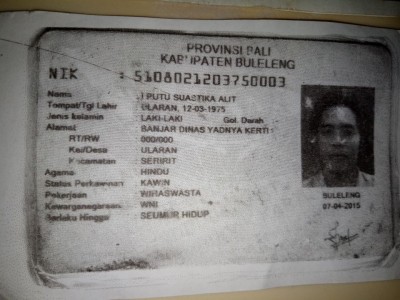 PROVINSI BALI
KABUPATEN BULELENG
NIK : 5108021203750003
Nama : I PUTU SUASTIKA ALIT
Tempat/Tgl Lahir : ULARAN, 12-03-1975
Jenis kelamin : LAKI-LAKI Gol. Darah
Alamat : BANJAR DINAS YADNYA KERTI
RT/RW : 000/000
Kel/Desa : ULARAN
Kecamatan : SERIRIT
Agama : HINDU
Status Perkawinan : KAWIN
Pekerjaan : WIRASWASTA
Kewarganegaraan : WNI
Berlaku Hingga : SEUMUR HIDUP
BULELENG
07-04-2015